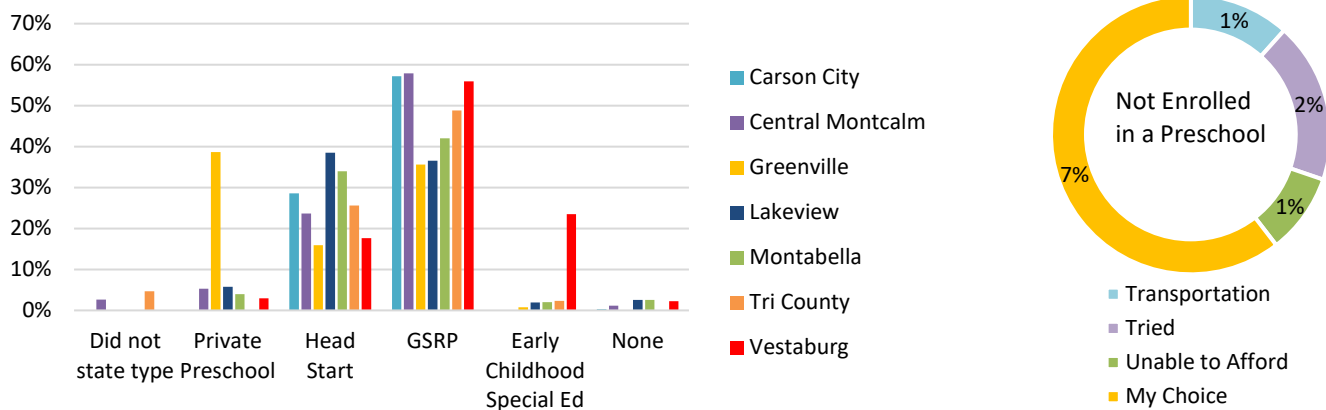 70%
60%
50%
40%
30%
20%
10%
0%
Did not
state type
Private
Preschool
Head
Start
GSRP
Early
Childhood
Special Ed
None
Carson City
Central Montcalm
Greenville
Lakeview
Montabella
Tri County
Vestaburg
1%
2%
1%
7%
Not Enrolled
in a Preschool
Transportation
Tried
Unable to Afford
My Choice